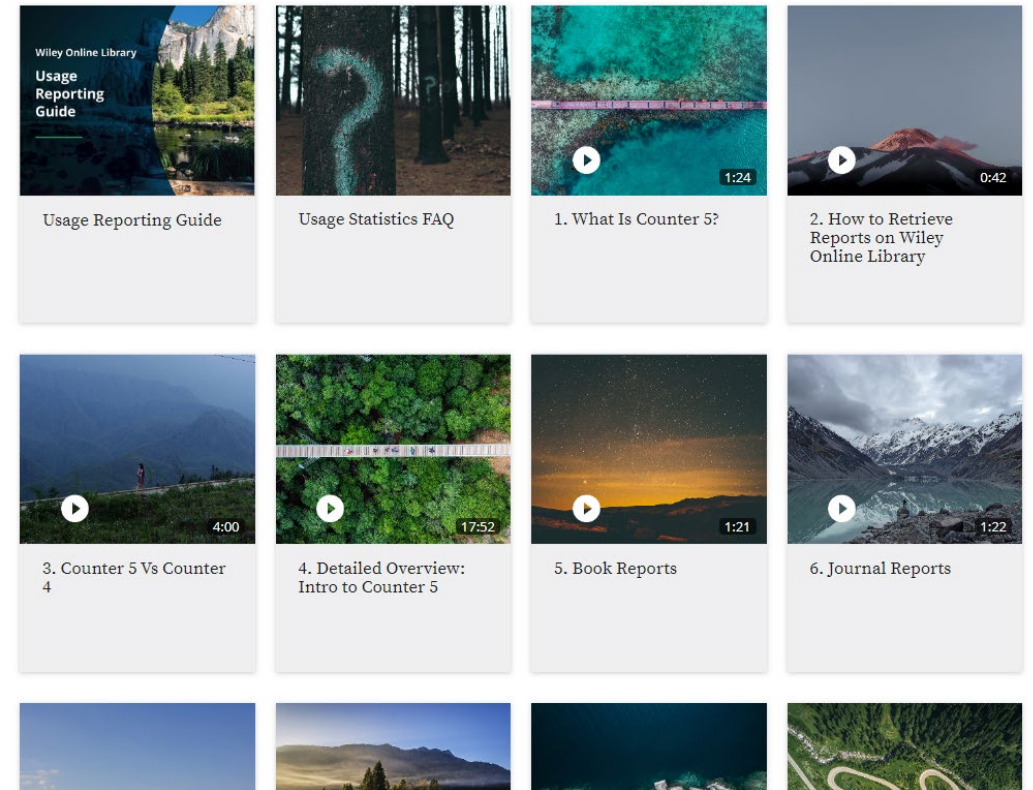 Wiley Online Library
Usage
Reporting
Guide
1:24
0:42
Usage Reporting Guide
Usage Statistics FAQ
1. What Is Counter 5?
2. How to Retrieve
Reports on Wiley
Online Library
4:00
17:52
1:21
1:22
3. Counter 5 Vs Counter
4
4. Detailed Overview:
Intro to Counter 5
5. Book Reports
6. Journal Reports